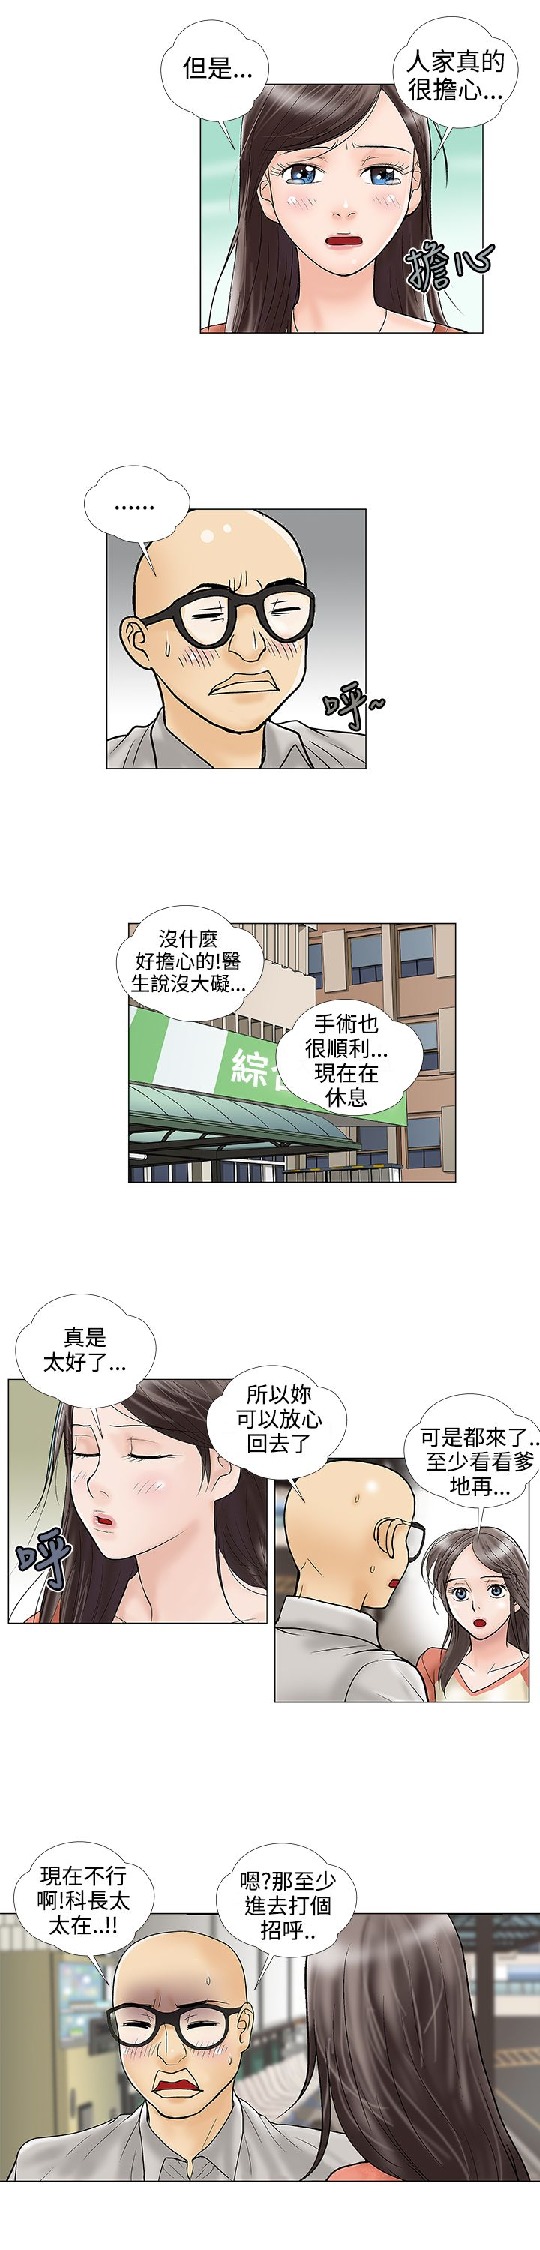 但是...
人家真的
很擔心...
擔心
......
呼~
沒什麼
好擔心的!醫
生說沒大礙...
手術也
很順利...
現在在
休息
綜合
真是
太好了...
呼
所以妳
可以放心
回去了
可是都來了..
至少看看爹
地再...
現在不行
啊!科長太
太在..!!
嗯?那至少
進去打個
招呼..